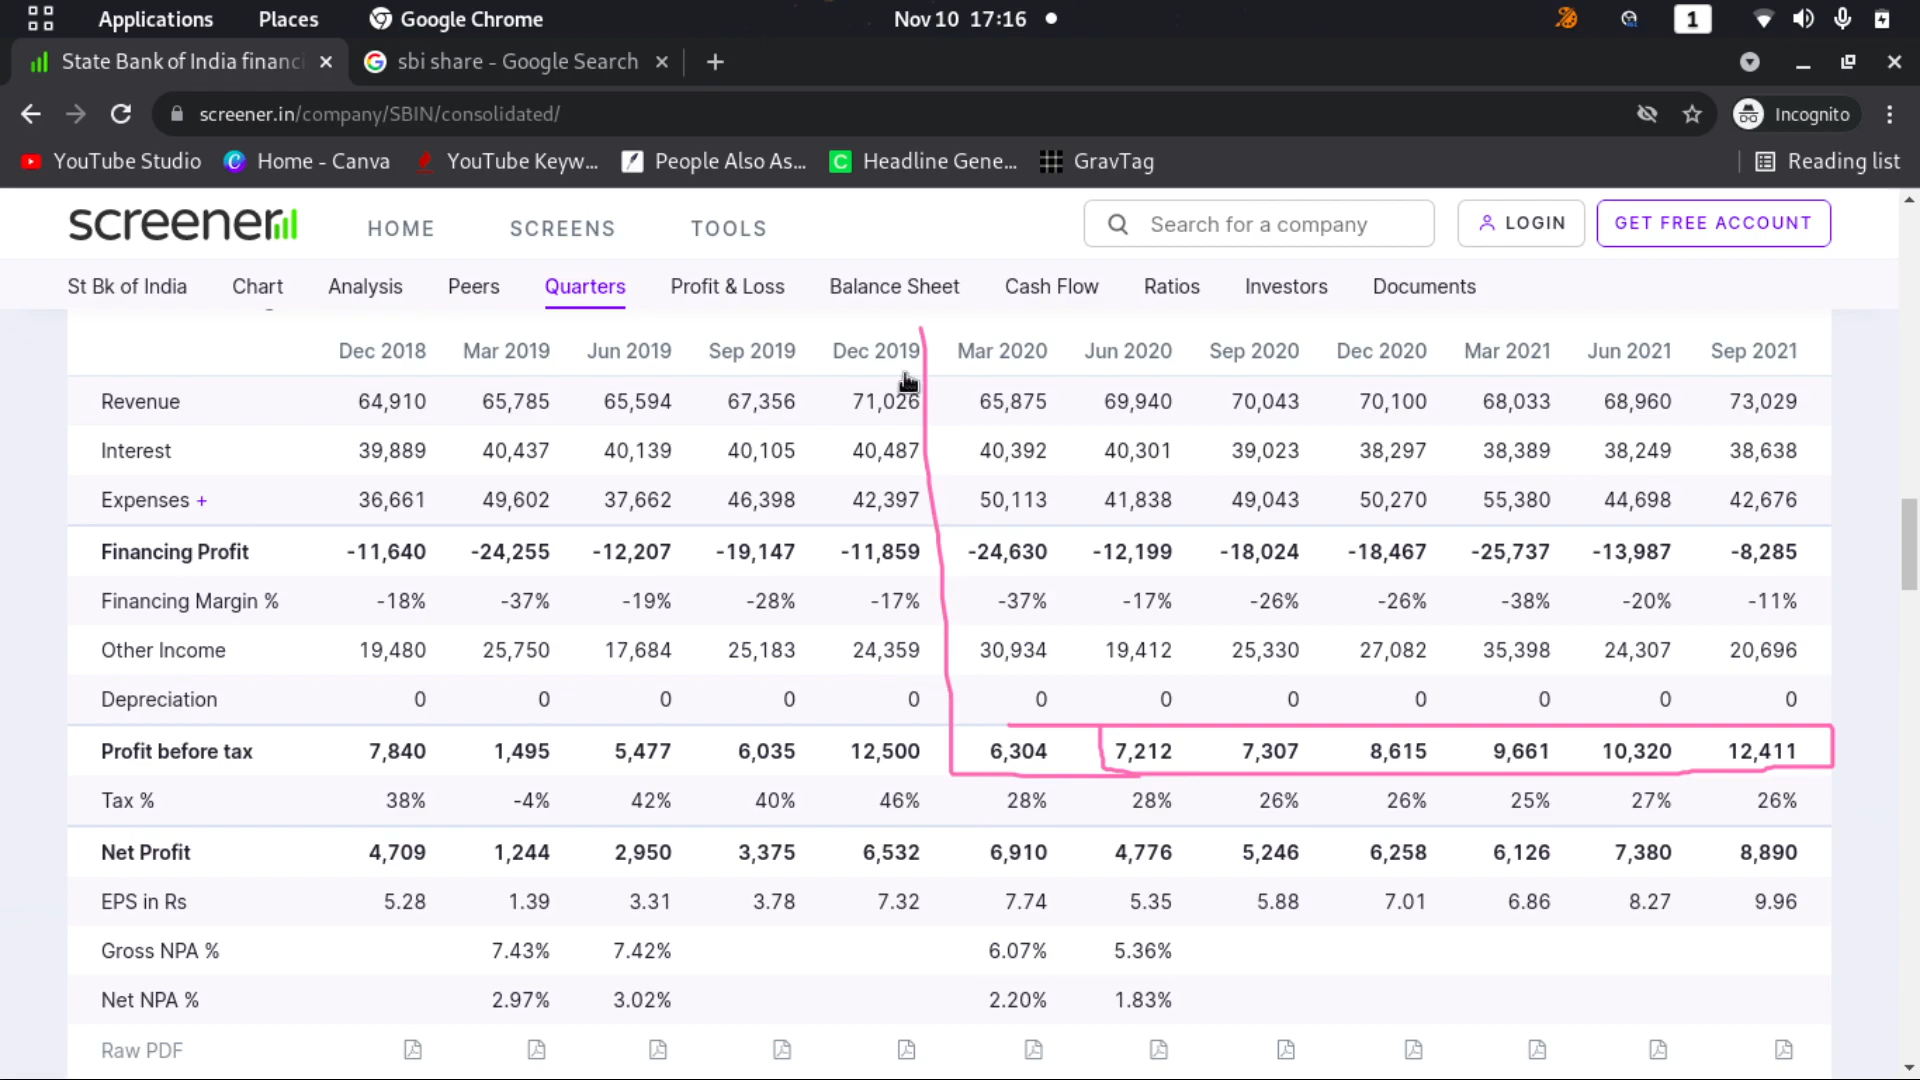 Applications Places Google Chrome Nov 10 17:16 1
State Bank of India financi sbi share - Google Search
screener.in/company/SBIN/consolidated/ Incognito
YouTube Studio Home - Canva YouTube Keyw... People Also As... Headline Gene... GravTag Reading list
screener HOME SCREENS TOOLS Search for a company LOGIN GET FREE ACCOUNT
St Bk of India Chart Analysis Peers Quarters Profit & Loss Balance Sheet Cash Flow Ratios Investors Documents
Dec 2018 Mar 2019 Jun 2019 Sep 2019 Dec 2019 Mar 2020 Jun 2020 Sep 2020 Dec 2020 Mar 2021 Jun 2021 Sep 2021
Revenue 64,910 65,785 65,594 67,356 71,026 65,875 69,940 70,043 70,100 68,033 68,960 73,029
Interest 39,889 40,437 40,139 40,105 40,487 40,392 40,301 39,023 38,297 38,389 38,249 38,638
Expenses + 36,661 49,602 37,662 46,398 42,397 50,113 41,838 49,043 50,270 55,380 44,698 42,676
Financing Profit -11,640 -24,255 -12,207 -19,147 -11,859 -24,630 -12,199 -18,024 -18,467 -25,737 -13,987 -8,285
Financing Margin % -18% -37% -19% -28% -17% -37% -17% -26% -26% -38% -20% -11%
Other Income 19,480 25,750 17,684 25,183 24,359 30,934 19,412 25,330 27,082 35,398 24,307 20,696
Depreciation 0 0 0 0 0 0 0 0 0 0 0 0
Profit before tax 7,840 1,495 5,477 6,035 12,500 6,304 7,212 7,307 8,615 9,661 10,320 12,411
Tax % 38% -4% 42% 40% 46% 28% 28% 26% 26% 25% 27% 26%
Net Profit 4,709 1,244 2,950 3,375 6,532 6,910 4,776 5,246 6,258 6,126 7,380 8,890
EPS in Rs 5.28 1.39 3.31 3.78 7.32 7.74 5.35 5.88 7.01 6.86 8.27 9.96
Gross NPA % 7.43% 7.42% 6.07% 5.36%
Net NPA % 2.97% 3.02% 2.20% 1.83%
Raw PDF